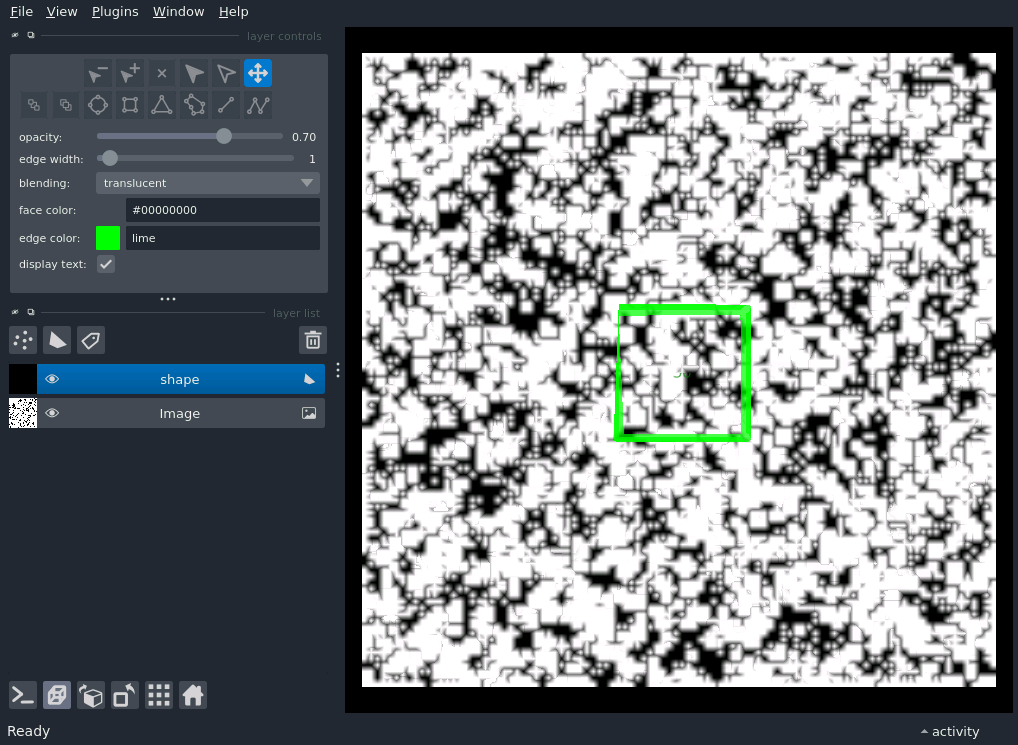 File View Plugins Window Help
layer controls
opacity: 0.70
edge width: 1
blending: translucent
face color: #00000000
edge color: lime
display text:
layer list
shape
Image
Ready
activity